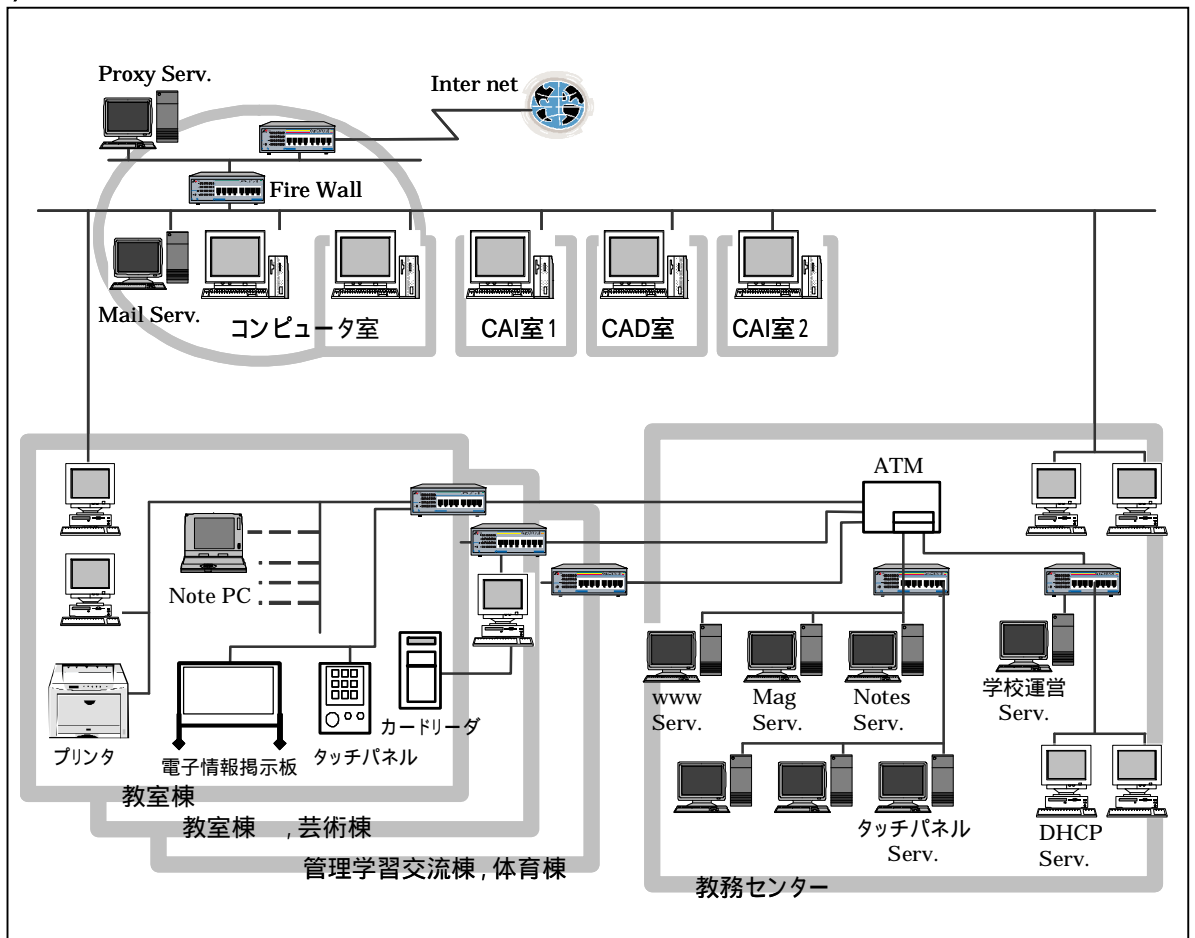 Proxy Serv.
Inter net
Fire Wall
Mail Serv.
コンピュータ室
CAI室1
CAD室
CAI室2
ATM
Note PC
プリンタ
電子情報掲示板
タッチパネル
カードリーダ
www
Serv.
Mag
Serv.
Notes
Serv.
学校運営
Serv.
タッチパネル
Serv.
DHCP
Serv.
教室棟
教室棟 ,芸術棟
管理学習交流棟,体育棟
教務センター